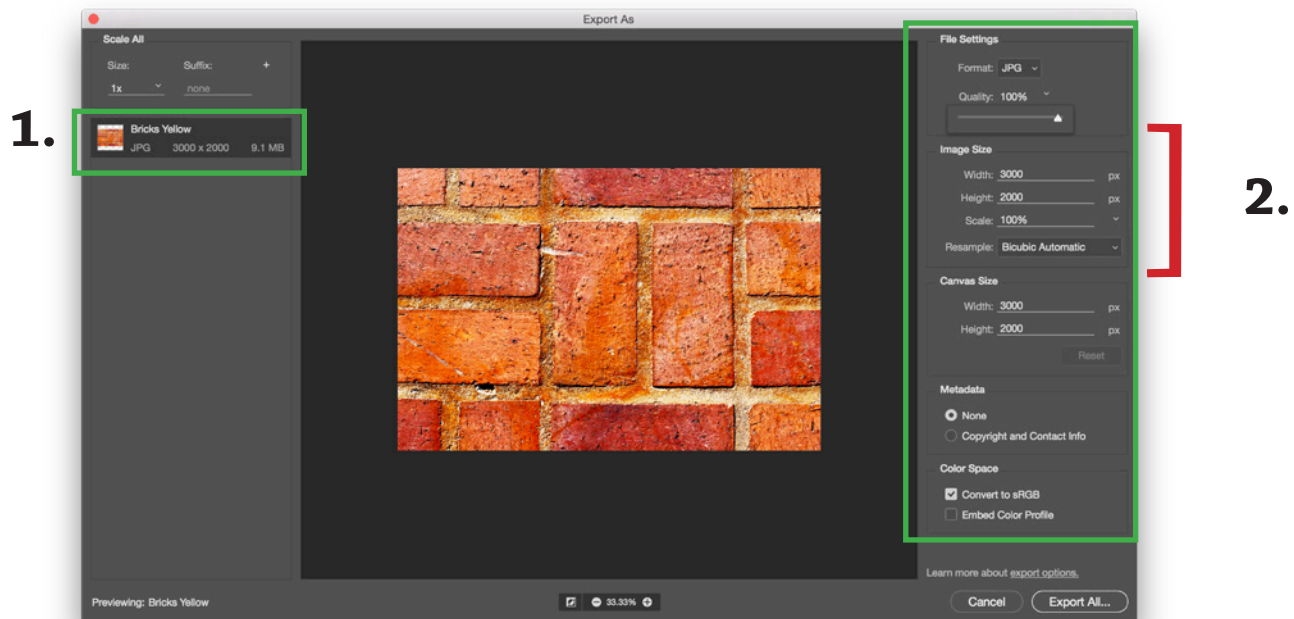 Export As
Scale All
Size: Suffix: +
1x none
1.
Bricks Yellow
JPG 3000 x 2000 9.1 MB
File Settings
Format: JPG
Quality: 100%
Image Size
Width: 3000 px
Height: 2000 px
Scale: 100%
Resample: Bicubic Automatic
2.
Canvas Size
Width: 3000 px
Height: 2000 px
Reset
Metadata
None
Copyright and Contact Info
Color Space
Convert to sRGB
Embed Color Profile
Learn more about export options.
Previewing: Bricks Yellow
33.33%
Cancel Export All...